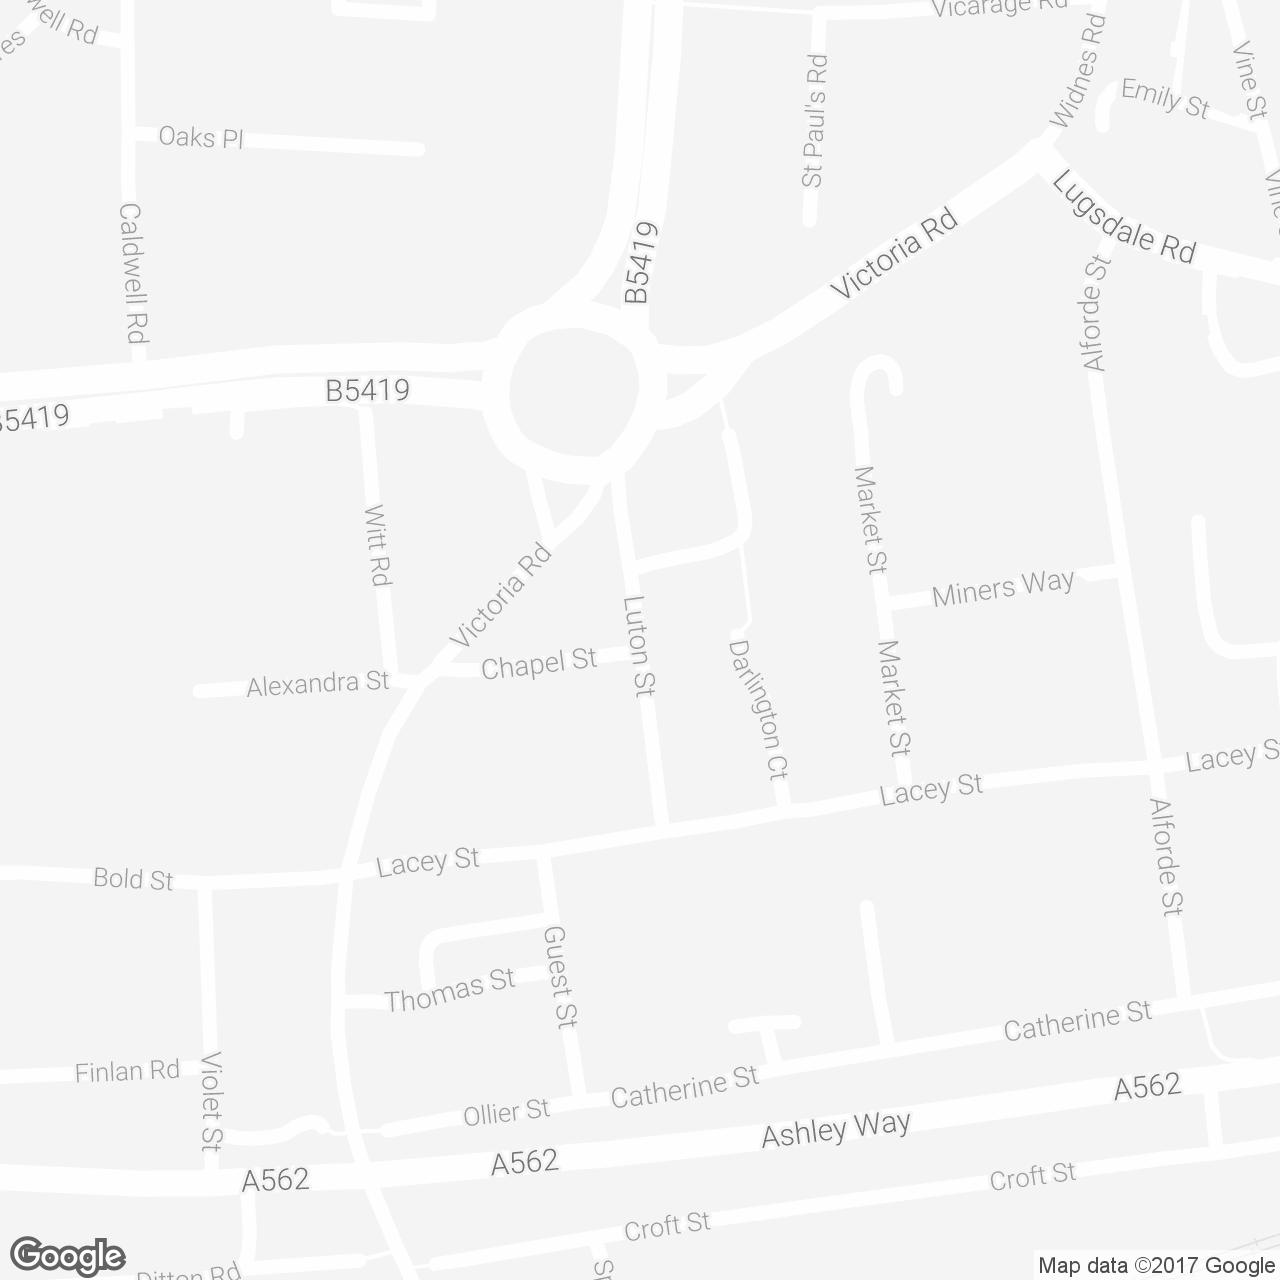 Vicarage Rd
Widnes Rd
Vine St
Emily St
St Paul's Rd
Oaks Pl
Lugsdale Rd
Caldwell Rd
B5419
Victoria Rd
Alforde St
B5419
B5419
Market St
Witt Rd
Victoria Rd
Miners Way
Luton St
Chapel St
Darlington Ct
Alexandra St
Market St
Lacey St
Lacey St
Alforde St
Lacey St
Bold St
Guest St
Thomas St
Catherine St
Finlan Rd
Violet St
Catherine St
A562
Ollier St
Ashley Way
A562
A562
Croft St
Croft St
Ditton Rd
Google
Map data ©2017 Google